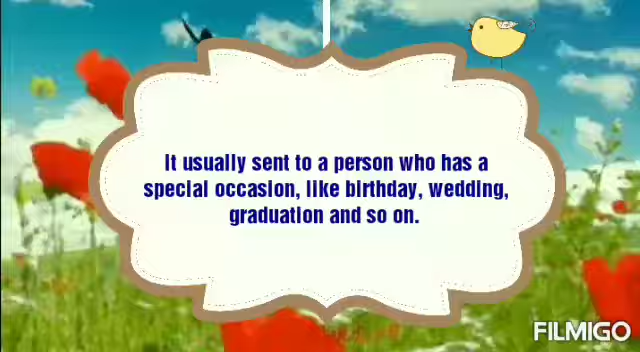 It usually sent to a person who has a
special occasion, like birthday, wedding,
graduation and so on.
FILMIGO